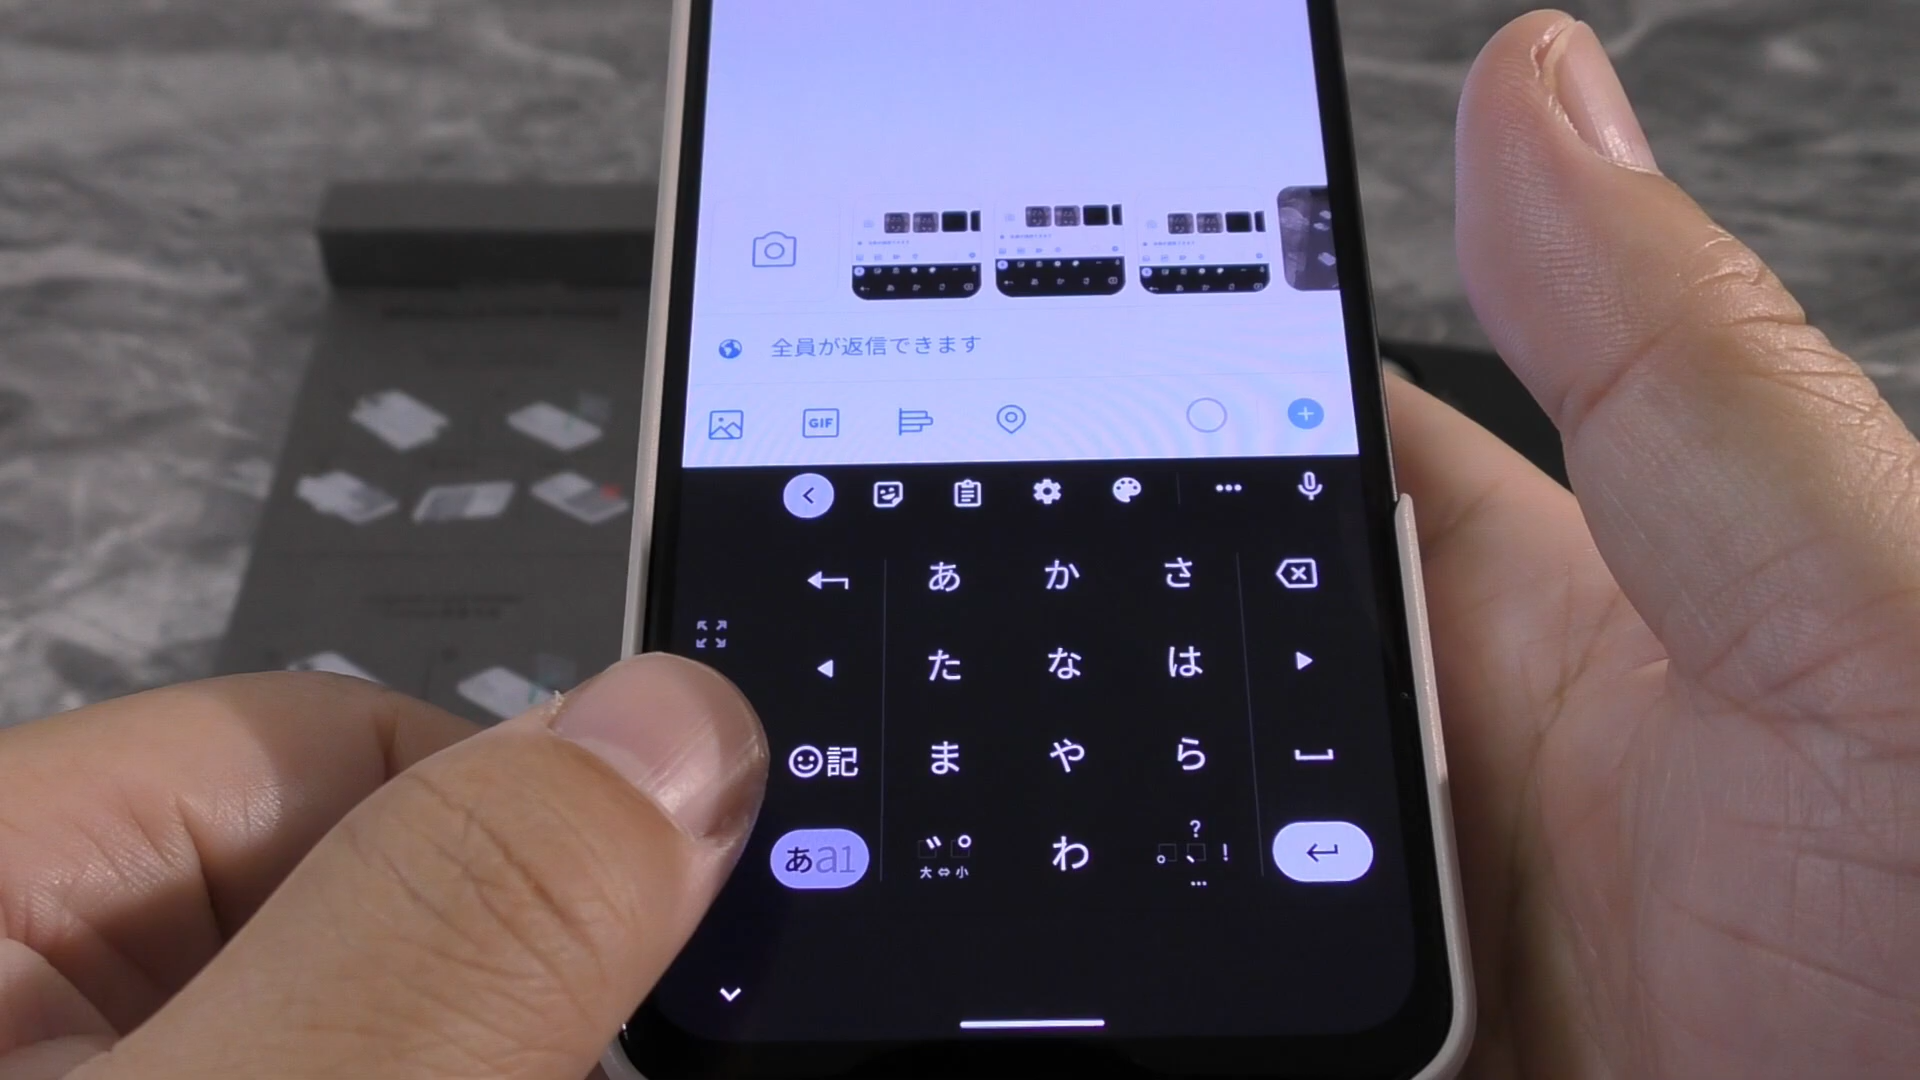 全員が返信できます
GIF
あ か さ
た な は
記 ま や ら
あa1 大⇔小 わ 。、?!…